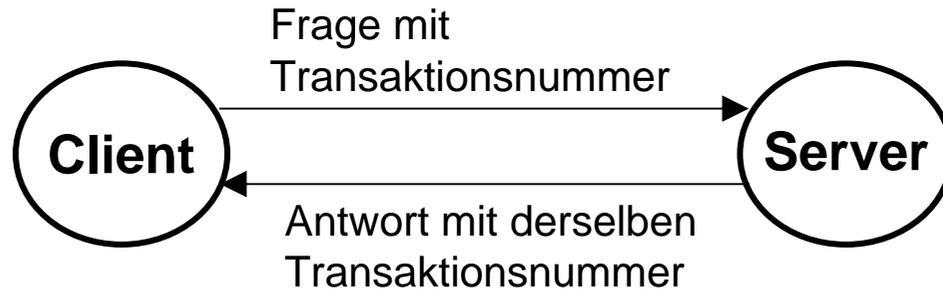 Frage mit
Transaktionsnummer
Client
Server
Antwort mit derselben
Transaktionsnummer